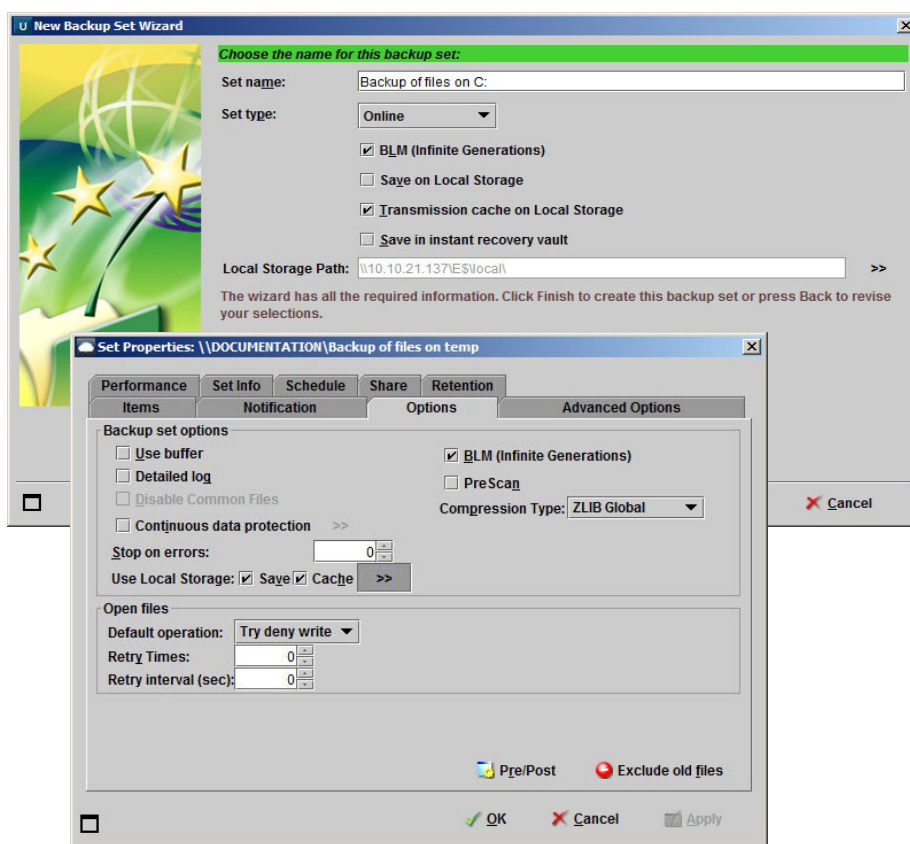 U New Backup Set Wizard
Choose the name for this backup set:
Set name: Backup of files on C:
Set type: Online
BLM (Infinite Generations)
Save on Local Storage
Transmission cache on Local Storage
Save in instant recovery vault
Local Storage Path: \\10.10.21.137\E$\local\ >>
The wizard has all the required information. Click Finish to create this backup set or press Back to revise
your selections.
Cancel
Set Properties: \\DOCUMENTATION\Backup of files on temp
Performance Set Info Schedule Share Retention
Items Notification Options Advanced Options
Backup set options
Use buffer
BLM (Infinite Generations)
Detailed log
PreScan
Disable Common Files
Compression Type: ZLIB Global
Continuous data protection >>
Stop on errors: 0
Use Local Storage: Save Cache >>
Open files
Default operation: Try deny write
Retry Times: 0
Retry interval (sec): 0
Pre/Post Exclude old files
OK Cancel Apply